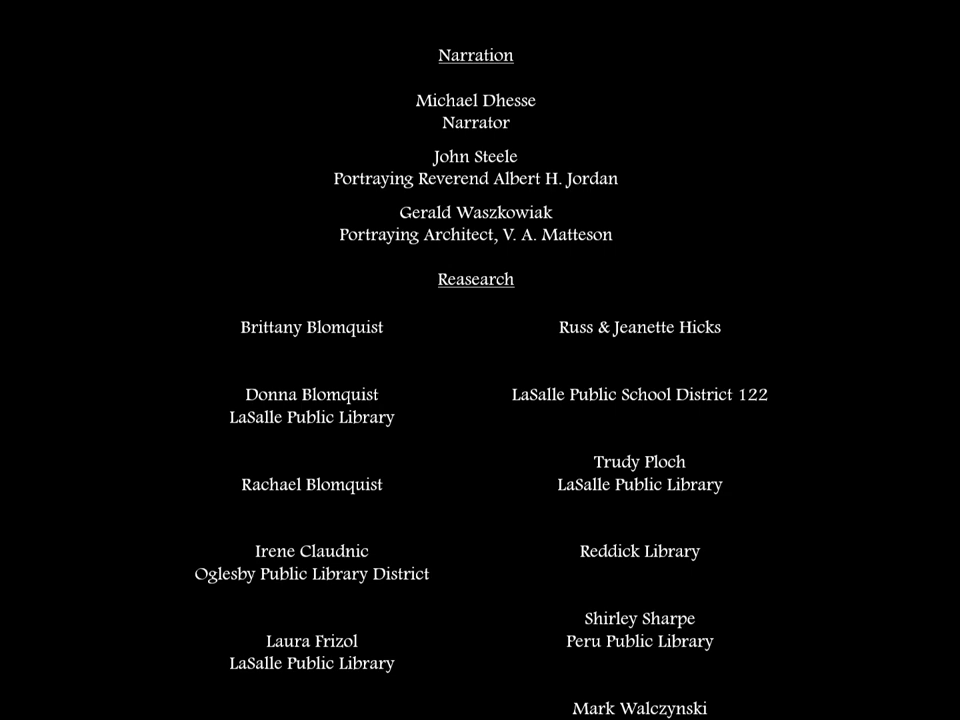 Narration
Michael Dhesse
Narrator
John Steele
Portraying Reverend Albert H. Jordan
Gerald Waszkowiak
Portraying Architect, V. A. Matteson
Reasearch
Brittany Blomquist
Donna Blomquist
LaSalle Public Library
Rachael Blomquist
Irene Claudnic
Oglesby Public Library District
Laura Frizol
LaSalle Public Library
Russ & Jeanette Hicks
LaSalle Public School District 122
Trudy Ploch
LaSalle Public Library
Reddick Library
Shirley Sharpe
Peru Public Library
Mark Walczynski